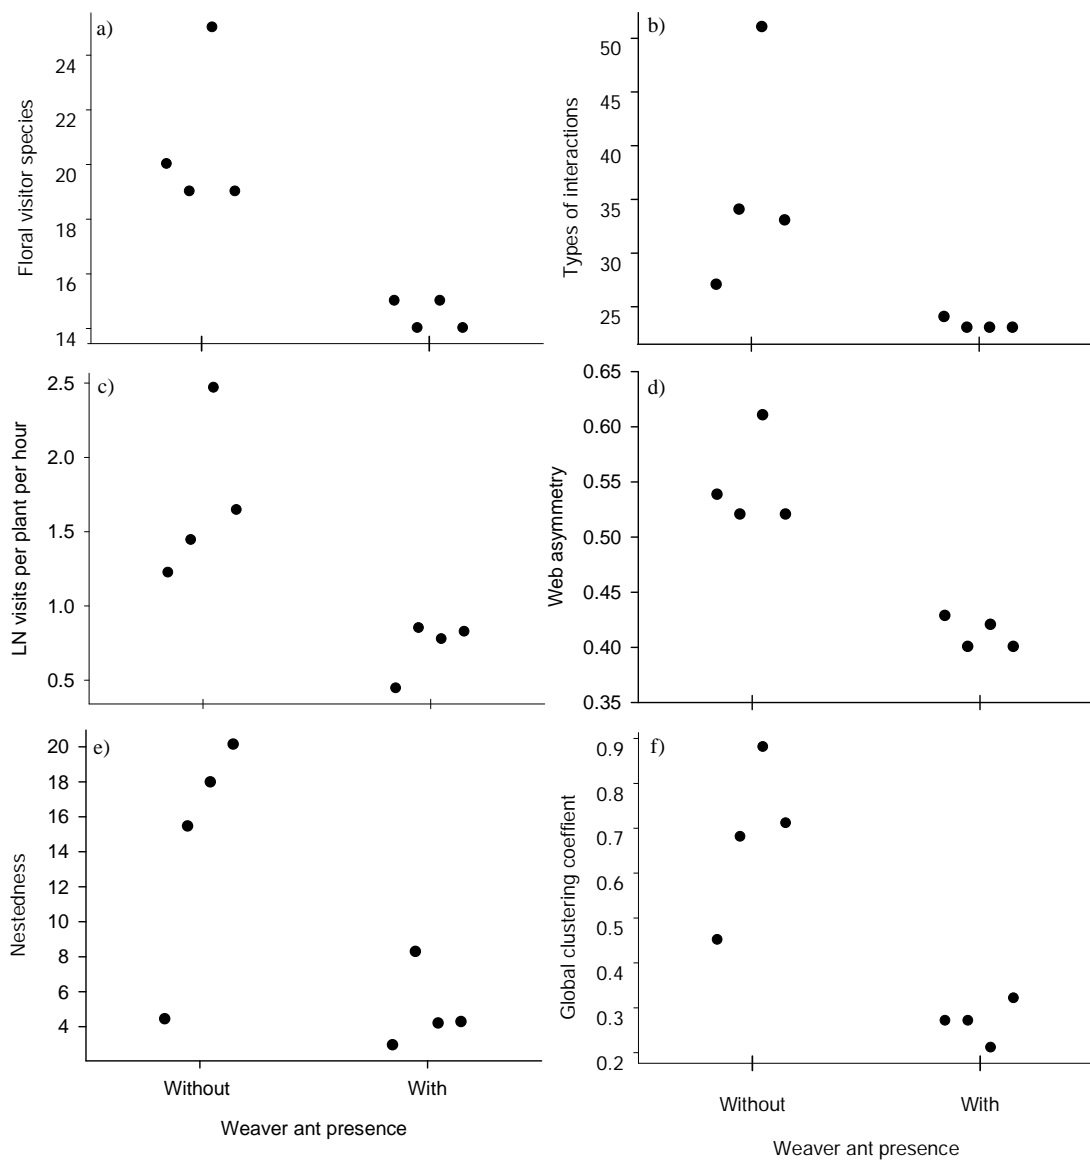 a)
Floral visitor species
24
22
20
18
16
14
b)
Types of interactions
50
45
40
35
30
25
c)
LN visits per plant per hour
2.5
2.0
1.5
1.0
0.5
d)
Web asymmetry
0.65
0.60
0.55
0.50
0.45
0.40
0.35
e)
Nestedness
20
18
16
14
12
10
8
6
4
Without
With
Weaver ant presence
f)
Global clustering coeffient
0.9
0.8
0.7
0.6
0.5
0.4
0.3
0.2
Without
With
Weaver ant presence